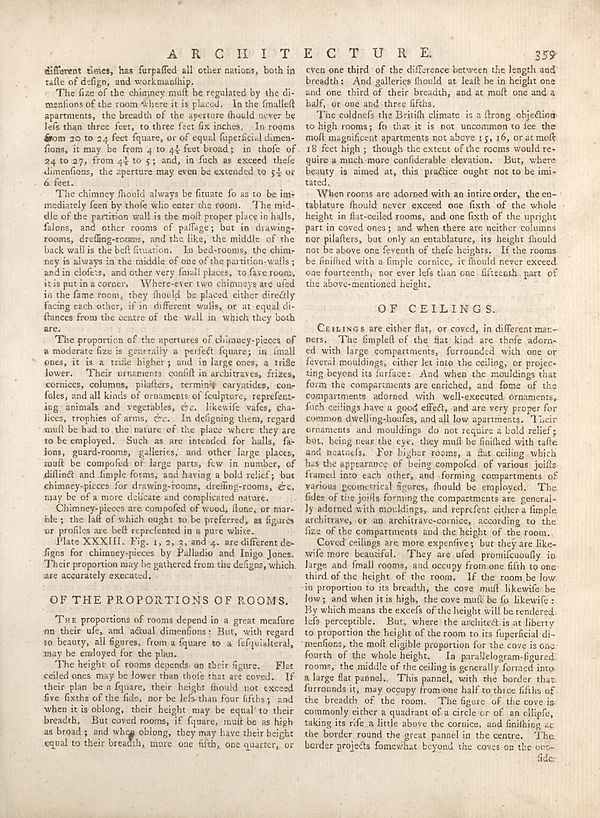 ARCHITECTURE. 359
different times, has surpaſſed all other nations, both in
taſte of deſign, and workmanſhip.
The ſize of the chimney muſt be regulated by the di-
menſions of the room where it is placed. In the ſmalleſt
apartments, the breadth of the aperture ſhould never be
leſs than three feet, to three feet ſix inches. In rooms
from 20 to 24 feet ſquare, or of equal ſuperficial dimen-
ſions, it may be from 4 to 4½ feet broad; in thoſe of
24 to 27, from 4½ to 5; and, in ſuch as exceed theſe
dimenſions, the aperture may even be extended to 5½ or
6 feet.
The chimney ſhould always be ſituate ſo as to be im-
mediately ſeen by thoſe who enter the room. The mid-
dle of the partition wall is the moſt proper place in halls,
ſalons, and other rooms of paſſage; but in drawing-
rooms, dreſſing-rooms, and the like, the middle of the
back wall is the beſt ſituation. In bed-rooms, the chim-
ney is always in the middle of one of the partition-walls;
and in cloſets, and other very ſmall places, to ſave room,
it is put in a corner. Where-ever two chimneys are uſed
in the ſame room, they ſhould be placed either directly
facing each other, if in different walls, or at equal di-
ſtances from the centre of the wall in which they both
are.
The proportion of the apertures of chimney-pieces of
a moderate ſize is generally a perfect ſquare; in ſmall
ones, it is a trifle higher; and in large ones, a trifle
lower. Their ornaments conſiſt in architraves, frizes,
cornices, columns, pilaſters, termini, caryatides, con-
ſoles, and all kinds of ornaments of ſculpture, repreſent-
ing animals and vegetables, &c. likewiſe vaſes, cha-
lices, trophies of arms, &c. In deſigning them, regard
muſt be had to the nature of the place where they are
to be employed. Such as are intended for halls, ſa-
lons, guard-rooms, galleries, and other large places,
muſt be compoſed of large parts, few in number, of
diſtinct and ſimple forms, and having a bold relief; but
chimney-pieces for drawing-rooms, dreſſing-rooms, &c.
may be of a more delicate and complicated nature.
Chimney-pieces are compoſed of wood, ſtone, or mar-
ble; the laſt of which ought to be preferred, as figures
or profiles are beſt repreſented in a pure white.
Plate XXXIII. Fig. 1, 2, 3, and 4. are different de-
ſigns for chimney-pieces by Palladio and Inigo Jones.
Their proportion may be gathered from the deſigns, which
are accurately executed.
OF THE PROPORTIONS OF ROOMS.
THE proportions of rooms depend in a great meaſure
on their uſe, and actual dimenſions: But, with regard
to beauty, all figures, from a ſquare to a ſeſquialteral,
may be employed for the plan.
The height of rooms depends on their figure. Flat
ceiled ones may be lower than thoſe that are coved. If
their plan be a ſquare, their height ſhould not exceed
five ſixths of the ſide, nor be leſs than four fifths; and
when it is oblong, their height may be equal to their
breadth. But coved rooms, if ſquare, muſt be as high
as broad; and when oblong, they may have their height
equal to their breadth, more one fifth, one quarter, or
even one third of the difference between the length and
breadth: And galleries ſhould at leaſt be in height one
and one third of their breadth, and at moſt one and a
half, or one and three fifths.
The coldneſs the Britiſh climate is a ſtrong objection
to high rooms; ſo that it is not uncommon to ſee the
moſt magnificent apartments not above 15, 16, or at moſt
18 feet high; though the extent of the rooms would re-
quire a much more conſiderable elevation. But, where
beauty is aimed at, this practice ought not to be imi-
tated.
When rooms are adorned with an intire order, the en-
tablature ſhould never exceed one ſixth of the whole
height in flat-ceiled rooms, and one ſixth of the upright
part in coved ones; and when there are neither columns
nor pilaſters, but only an entablature, its height ſhould
not be above one ſeventh of theſe heights. If the rooms
be finiſhed with a ſimple cornice, it ſhould never exceed
one fourteenth, nor ever leſs than one fifteenth part of
the above-mentioned height.
OF CEILINGS.
CEILINGS are either flat, or coved, in different man-
ners. The ſimpleſt of the flat kind are thoſe adorn-
ed with large compartments, ſurrounded with one or
ſeveral mouldings, either let into the ceiling, or projec-
ting beyond its ſurface: And when the mouldings that
form the compartments are enriched, and ſome of the
compartments adorned with well-executed ornaments,
ſuch ceilings have a good effect, and are very proper for
common dwelling-houſes, and all low apartments. Their
ornaments and mouldings do not require a bold relief;
but, being near the eye, they muſt be finiſhed with taſte
and neatneſs. For higher rooms, a flat ceiling which
has the appearance of being compoſed of various joiſts
framed into each other, and forming compartments of
various geometrical figures, ſhould be employed. The
ſides of the joiſts forming the compartments are general-
ly adorned with mouldings, and repreſent either a ſimple
architrave, or an architrave-cornice, according to the
ſize of the compartments and the height of the room.
Coved ceilings are more expenſive; but they are like-
wiſe more beautiful. They are uſed promiſcuouſly in
large and ſmall rooms, and occupy from one fifth to one
third of the height of the room. If the room be low
in proportion to its breadth, the cove muſt likewiſe be
low; and when it is high, the cove muſt be ſo likewiſe:
By which means the exceſs of the height will be rendered
leſs perceptible. But, where the architect is at liberty
to proportion the height of the room to its ſuperficial di-
menſions, the moſt eligible proportion for the cove is one
fourth of the whole height. In parallelogram-figured
rooms, the middle of the ceiling is generally formed into
a large flat pannel. This pannel, with the border that
ſurrounds it, may occupy from one half to three fifths of
the breadth of the room. The figure of the cove is
commonly either a quadrant of a circle or of an ellipſe,
taking its riſe a little above the cornice, and finiſhing at
the border round the great pannel in the centre. The
border projects ſomewhat beyond the coves on the out-
ſide: